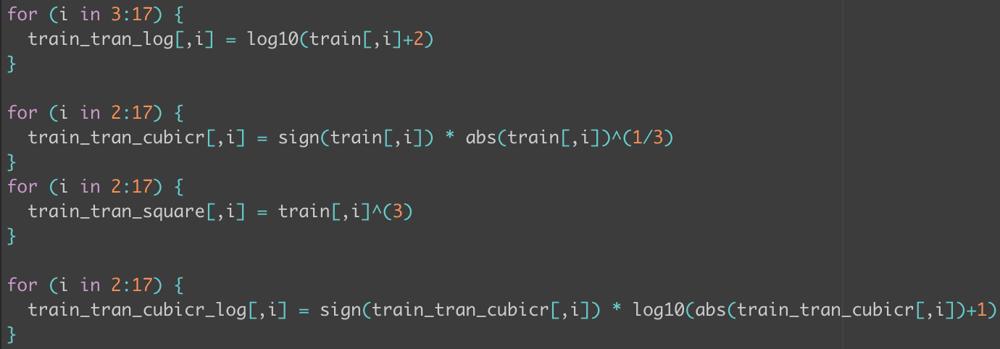 for (i in 3:17) {
  train_tran_log[,i] = log10(train[,i]+2)
}
for (i in 2:17) {
  train_tran_cubicr[,i] = sign(train[,i]) * abs(train[,i])^(1/3)
}
for (i in 2:17) {
  train_tran_square[,i] = train[,i]^(3)
}
for (i in 2:17) {
  train_tran_cubicr_log[,i] = sign(train_tran_cubicr[,i]) * log10(abs(train_tran_cubicr[,i])+1)
}